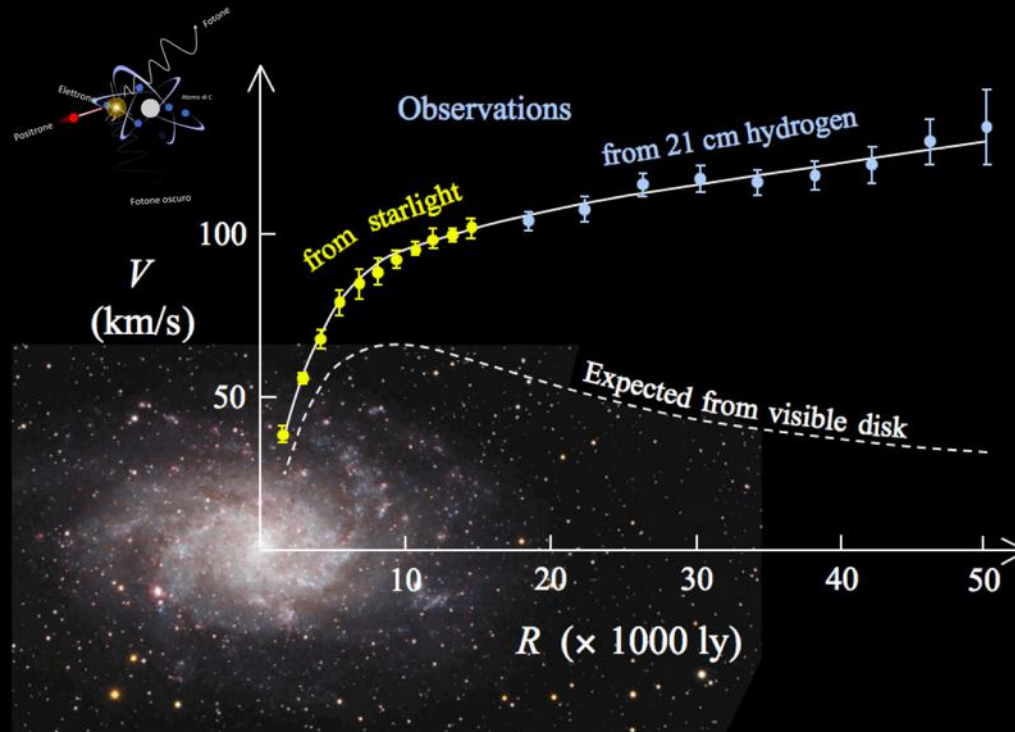 Fotone
Elettrone
Atomo di C
Positrone
Fotone oscuro
Observations
from starlight
from 21 cm hydrogen
100
V
(km/s)
50
Expected from visible disk
10
20
30
40
50
R (× 1000 ly)